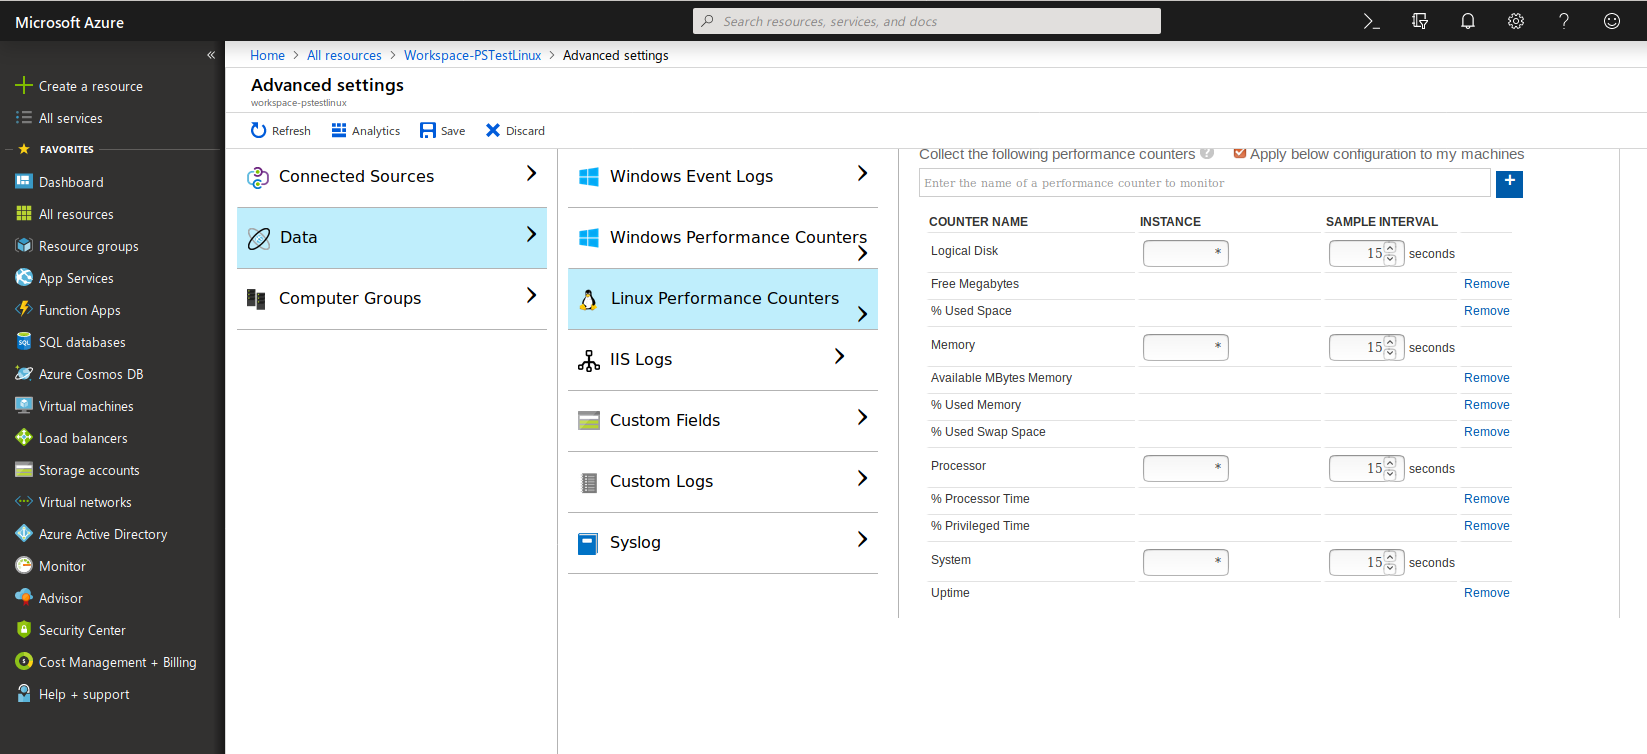 Microsoft Azure
Search resources, services, and docs
«
Create a resource
All services
FAVORITES
Dashboard
All resources
Resource groups
App Services
Function Apps
SQL databases
Azure Cosmos DB
Virtual machines
Load balancers
Storage accounts
Virtual networks
Azure Active Directory
Monitor
Advisor
Security Center
Cost Management + Billing
Help + support
Home > All resources > Workspace-PSTestLinux > Advanced settings
Advanced settings
workspace-pstestlinux
Refresh Analytics Save Discard
Connected Sources
Data
Computer Groups
Windows Event Logs
Windows Performance Counters
Linux Performance Counters
IIS Logs
Custom Fields
Custom Logs
Syslog
Collect the following performance counters ? Apply below configuration to my machines
Enter the name of a performance counter to monitor +
COUNTER NAME INSTANCE SAMPLE INTERVAL
Logical Disk * 15 seconds
Free Megabytes Remove
% Used Space Remove
Memory * 15 seconds
Available MBytes Memory Remove
% Used Memory Remove
% Used Swap Space Remove
Processor * 15 seconds
% Processor Time Remove
% Privileged Time Remove
System * 15 seconds
Uptime Remove